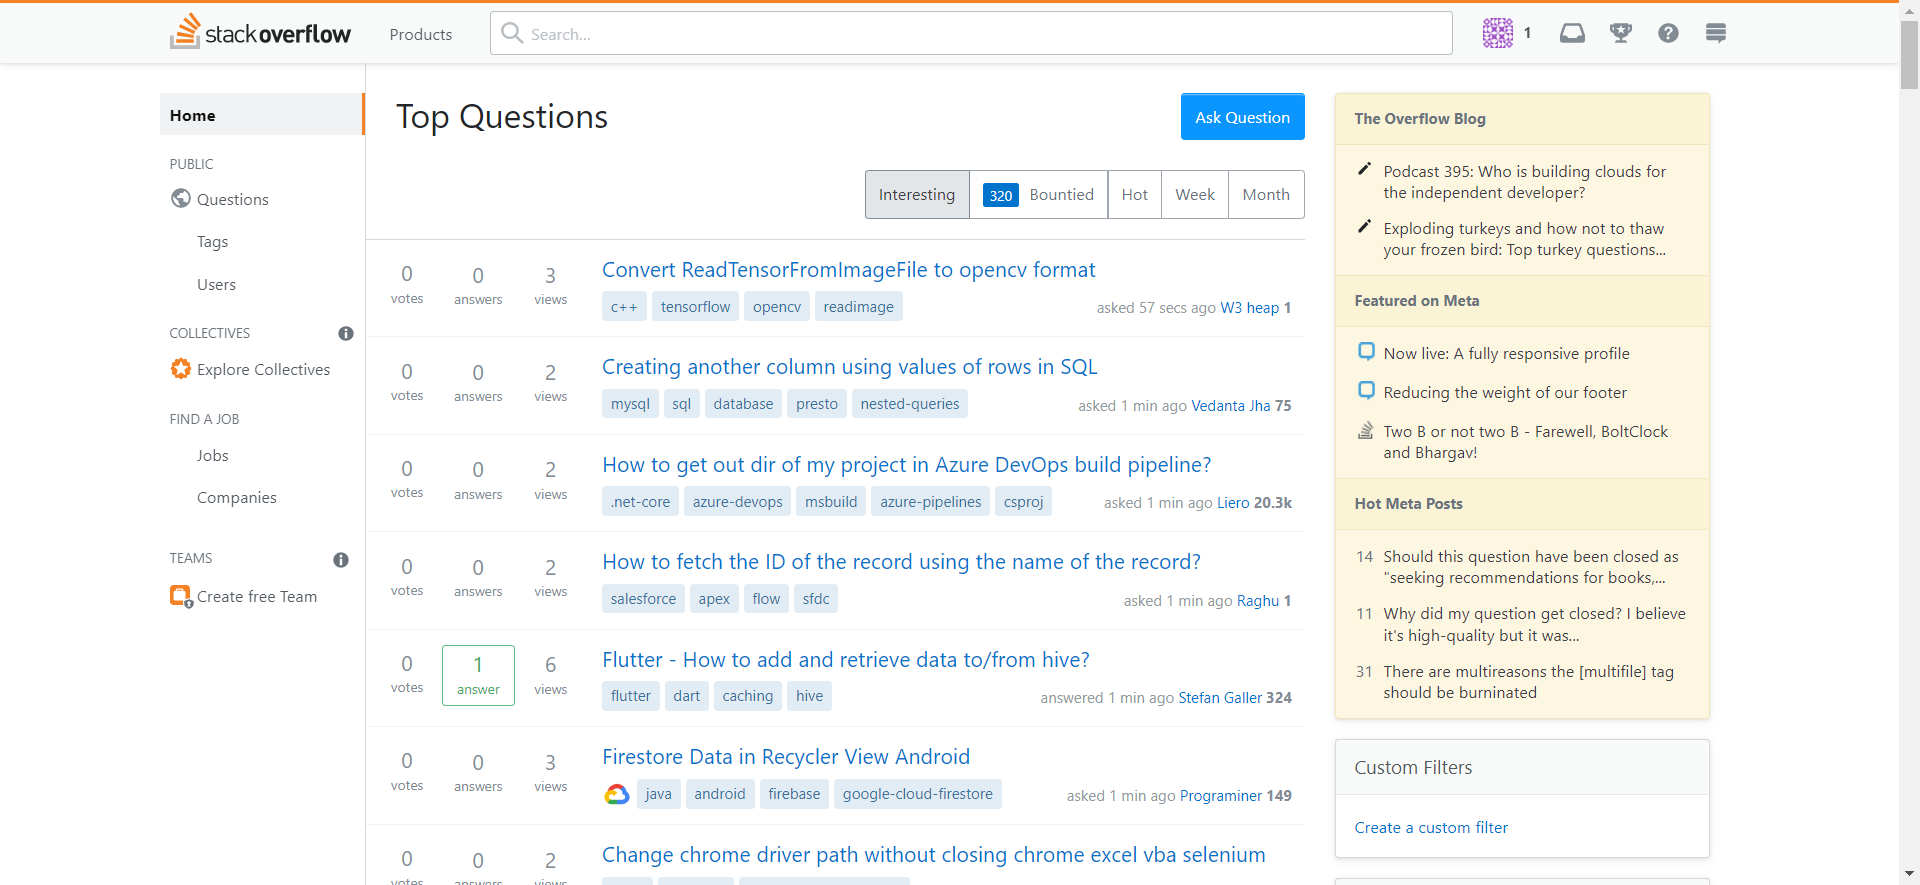 stackoverflow
Products
Search...
1
Home
PUBLIC
Questions
Tags
Users
COLLECTIVES
Explore Collectives
FIND A JOB
Jobs
Companies
TEAMS
Create free Team
Top Questions
Ask Question
Interesting
320 Bountied
Hot
Week
Month
0 votes
0 answers
3 views
Convert ReadTensorFromImageFile to opencv format
c++ tensorflow opencv readimage
asked 57 secs ago W3 heap 1
0 votes
0 answers
2 views
Creating another column using values of rows in SQL
mysql sql database presto nested-queries
asked 1 min ago Vedanta Jha 75
0 votes
0 answers
2 views
How to get out dir of my project in Azure DevOps build pipeline?
.net-core azure-devops msbuild azure-pipelines csproj
asked 1 min ago Liero 20.3k
0 votes
0 answers
2 views
How to fetch the ID of the record using the name of the record?
salesforce apex flow sfdc
asked 1 min ago Raghu 1
0 votes
1 answer
6 views
Flutter - How to add and retrieve data to/from hive?
flutter dart caching hive
answered 1 min ago Stefan Galler 324
0 votes
0 answers
3 views
Firestore Data in Recycler View Android
java android firebase google-cloud-firestore
asked 1 min ago Programiner 149
0 votes
0 answers
2 views
Change chrome driver path without closing chrome excel vba selenium
The Overflow Blog
Podcast 395: Who is building clouds for
the independent developer?
Exploding turkeys and how not to thaw
your frozen bird: Top turkey questions...
Featured on Meta
Now live: A fully responsive profile
Reducing the weight of our footer
Two B or not two B - Farewell, BoltClock
and Bhargav!
Hot Meta Posts
14 Should this question have been closed as
"seeking recommendations for books,...
11 Why did my question get closed? I believe
it's high-quality but it was...
31 There are multireasons the [multifile] tag
should be burninated
Custom Filters
Create a custom filter